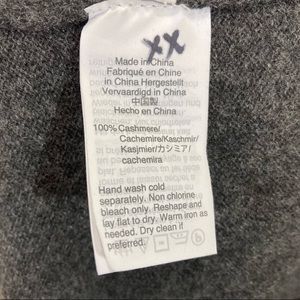 xx
Made in China
Fabriqué en Chine
in China Hergestellt
Vervaardigd in China
中国製
Hecho en China
100% Cashmere/
Cachemire/Kaschmir/
Kasjmier/カシミア/
cachemira
Hand wash cold
separately. Non chlorine
bleach only. Reshape and
lay flat to dry. Warm iron as
needed. Dry clean if
preferred.